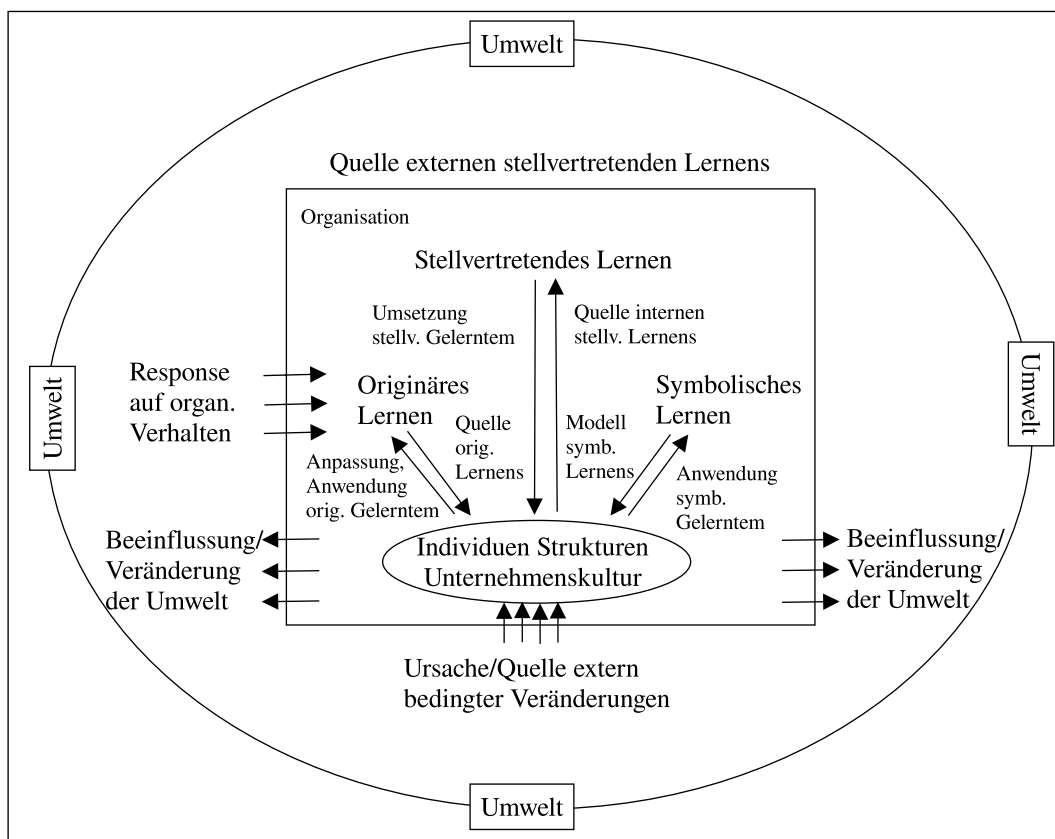 Umwelt
Quelle externen stellvertretenden Lernens
Organisation
Stellvertretendes Lernen
Umsetzung
stellv. Gelerntem
Quelle internen
stellv. Lernens
Umwelt
Response
auf organ.
Verhalten
Originäres
Lernen
Symbolisches
Lernen
Umwelt
Quelle
orig.
Lernens
Modell
symb.
Lernens
Anpassung,
Anwendung
orig. Gelerntem
Anwendung
symb.
Gelerntem
Beeinflussung/
Veränderung
der Umwelt
Individuen Strukturen
Unternehmenskultur
Beeinflussung/
Veränderung
der Umwelt
Ursache/Quelle extern
bedingter Veränderungen
Umwelt